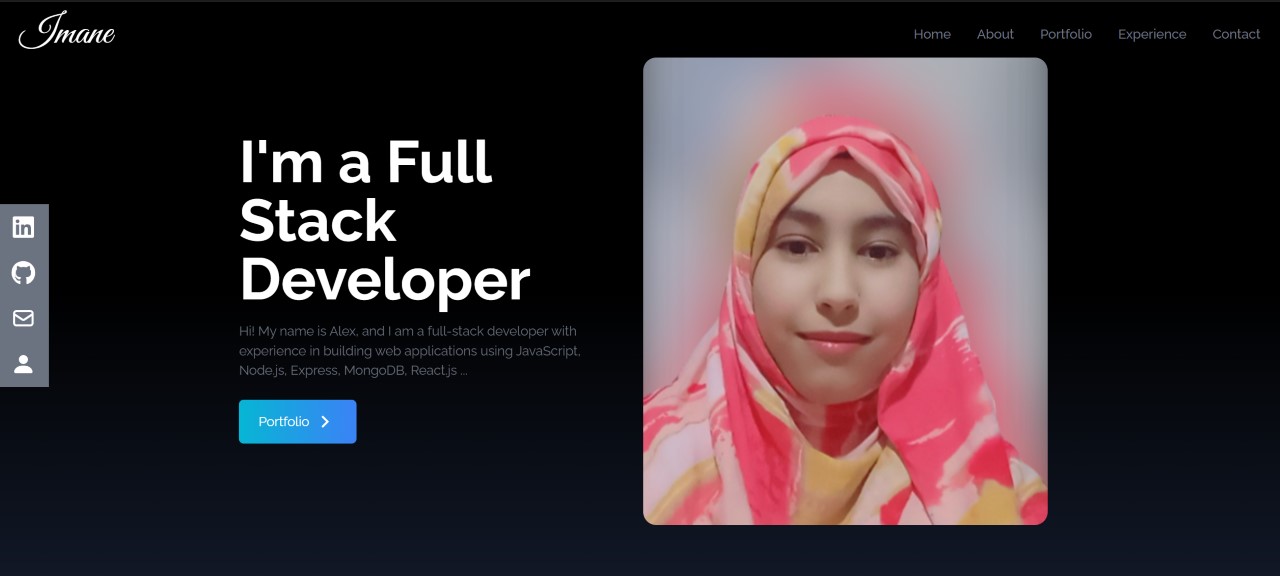 Imane
Home About Portfolio Experience Contact
I'm a Full
Stack
Developer
Hi! My name is Alex, and I am a full-stack developer with
experience in building web applications using JavaScript,
Node.js, Express, MongoDB, React.js ...
Portfolio
in